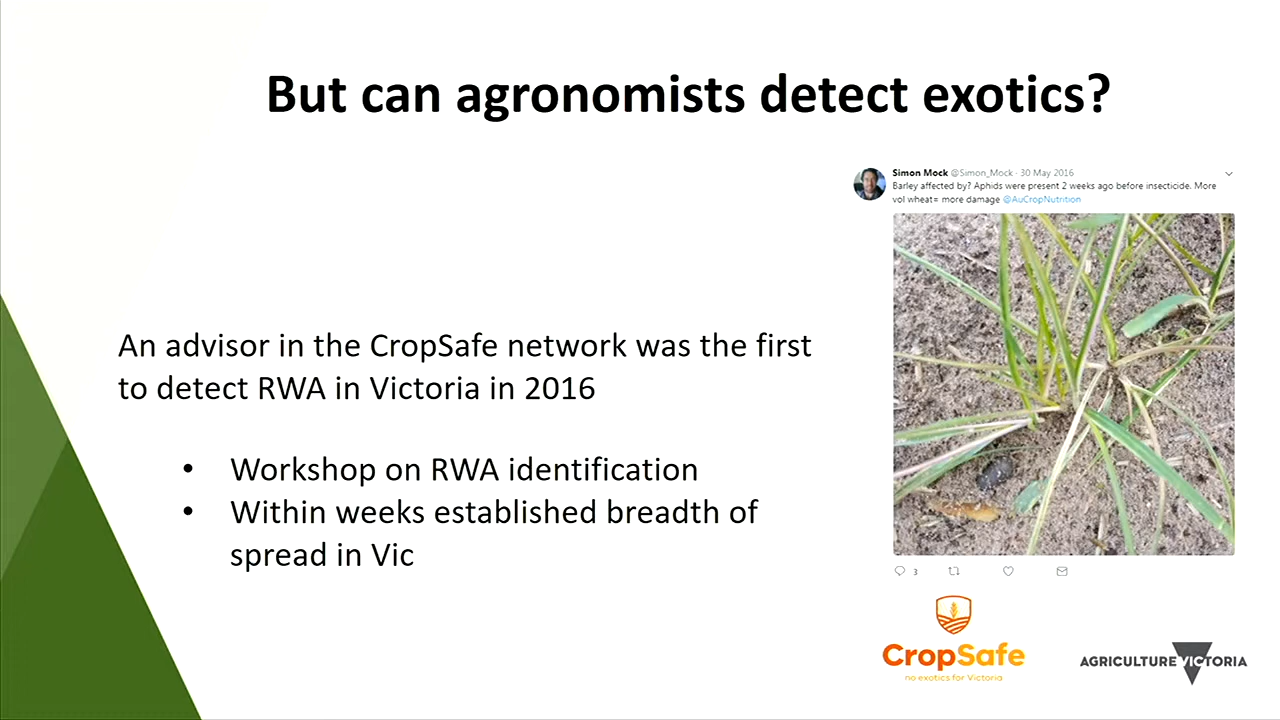 But can agronomists detect exotics?
Simon Mock @Simon_Mock · 30 May 2016
Barley affected by? Aphids were present 2 weeks ago before insecticide. More
vol wheat= more damage @AuCropNutrition
An advisor in the CropSafe network was the first
to detect RWA in Victoria in 2016
• Workshop on RWA identification
• Within weeks established breadth of
spread in Vic
3
CropSafe
no exotics for Victoria
AGRICULTURE VICTORIA